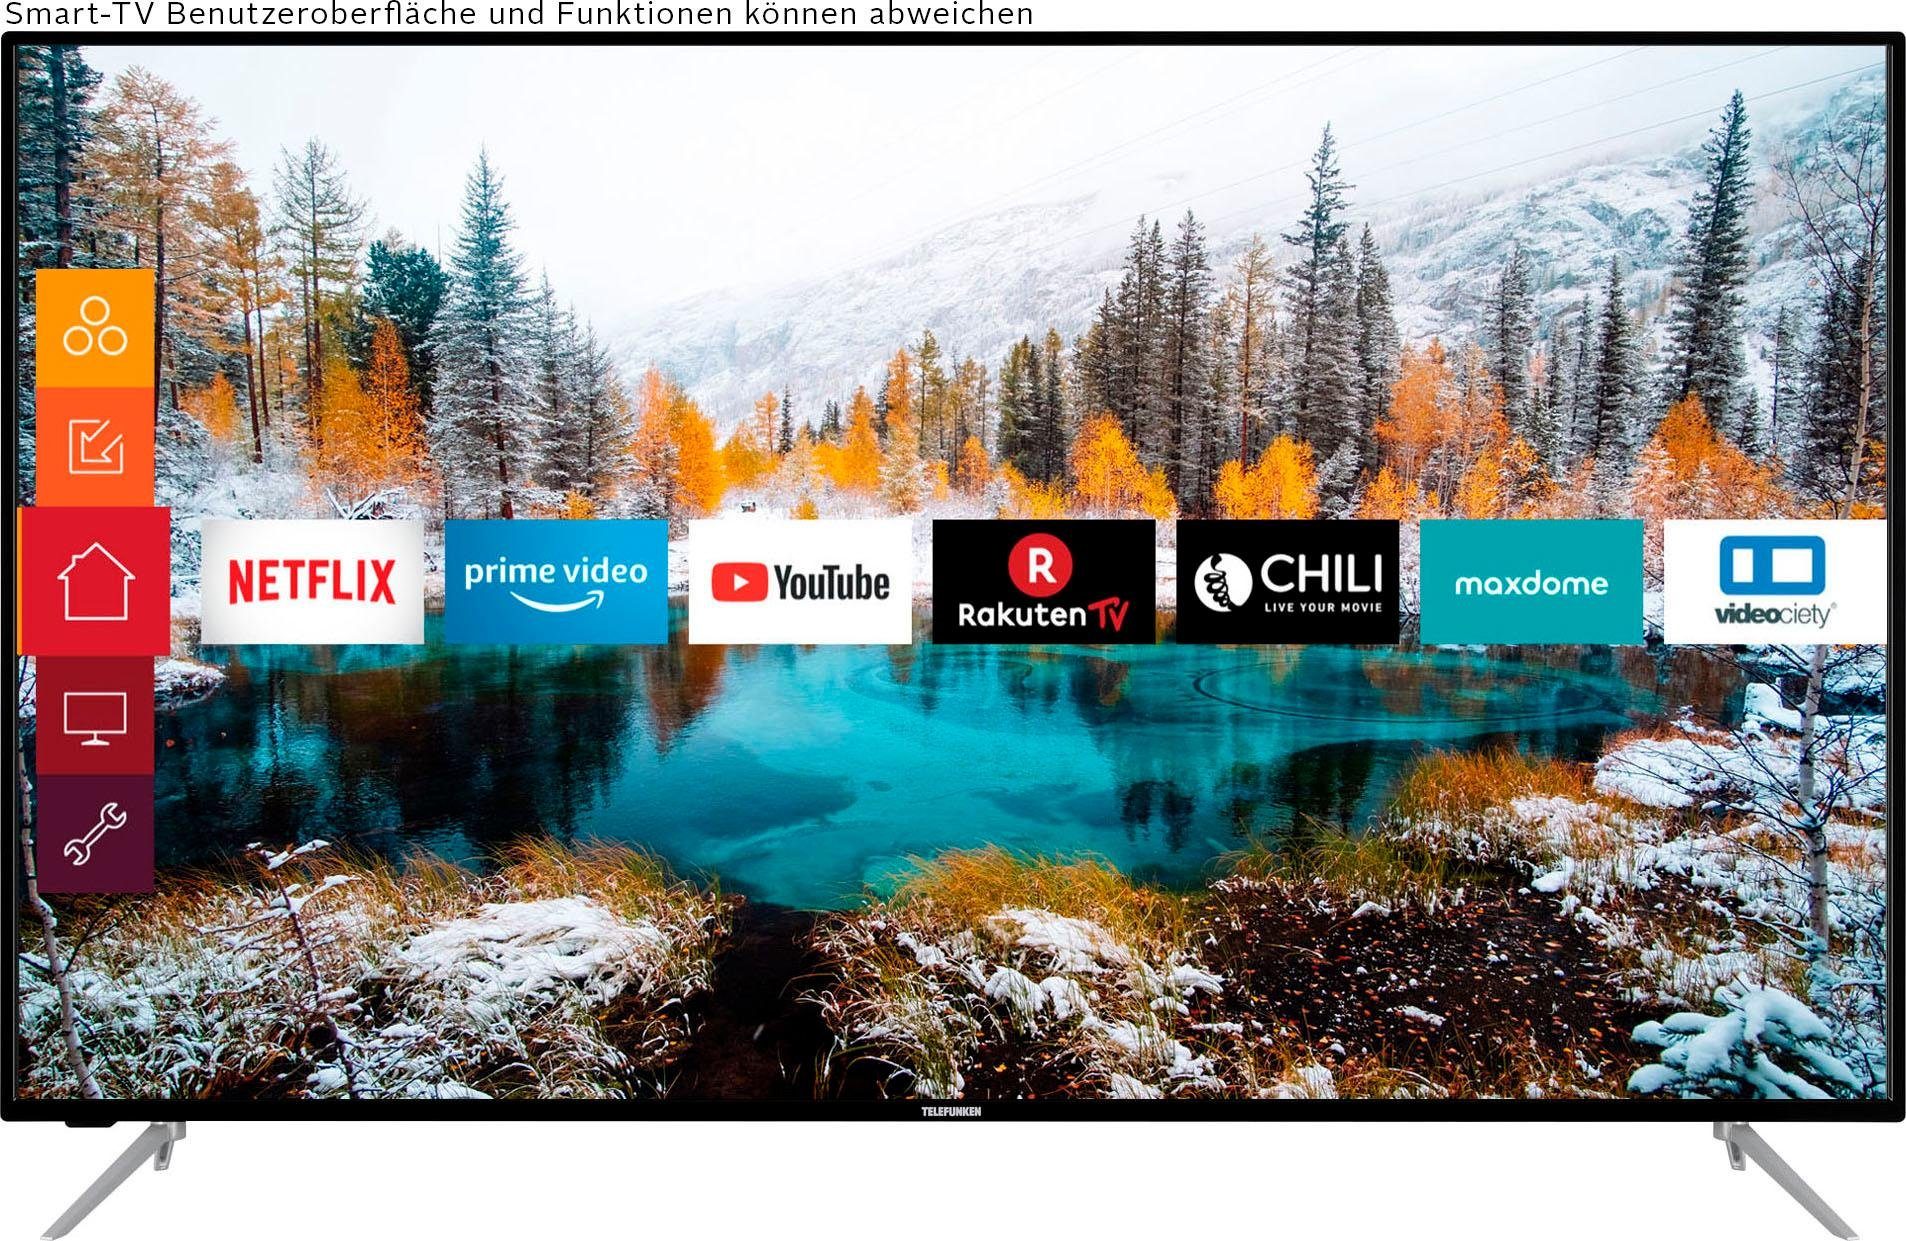 Smart-TV Benutzeroberfläche und Funktionen können abweichen
NETFLIX
prime video
YouTube
R
Rakuten TV
CHILI
LIVE YOUR MOVIE
maxdome
videociety®
TELEFUNKEN